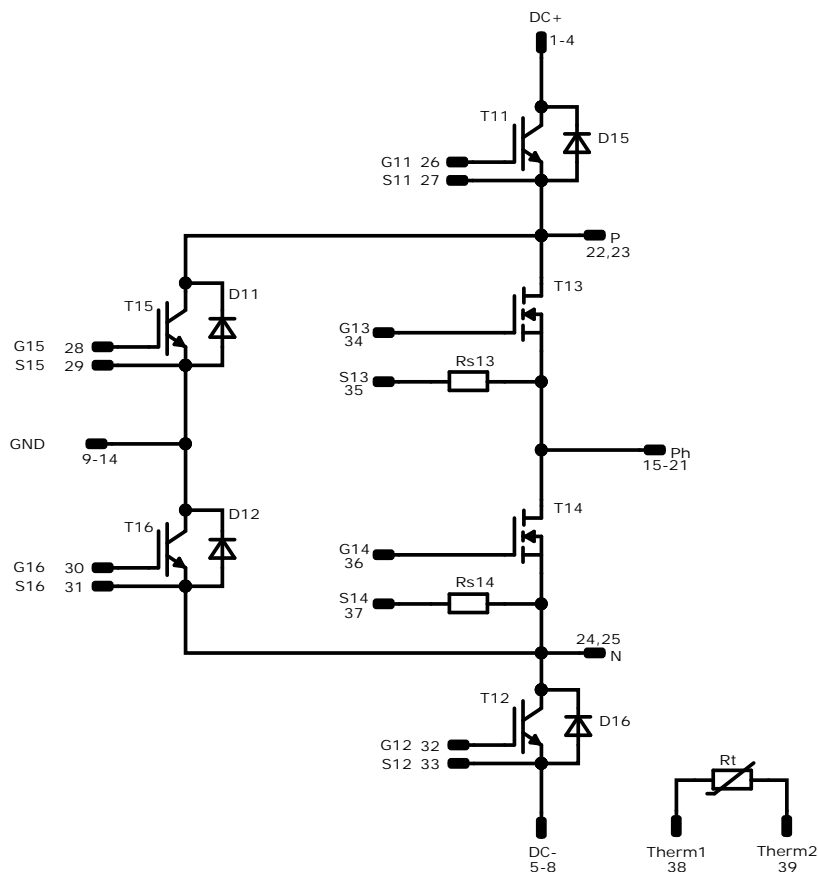 DC+
1-4
T11
D15
G11 26
S11 27
P
22,23
T13
D11
T15
G13
34
G15 28
S15 29
Rs13
S13
35
GND
9-14
Ph
15-21
T14
D12
T16
G14
36
G16 30
S16 31
Rs14
S14
37
24,25
N
T12
D16
G12 32
S12 33
Rt
DC-
5-8
Therm1
38
Therm2
39